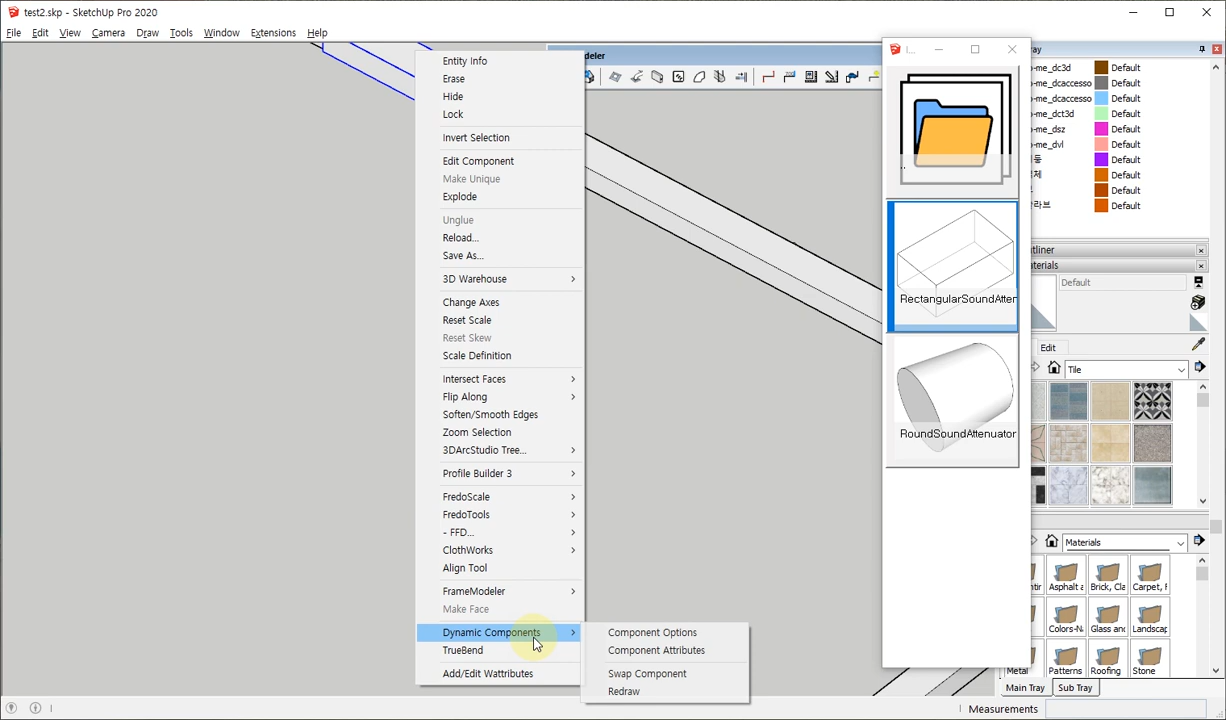 test2.skp - SketchUp Pro 2020
File Edit View Camera Draw Tools Window Extensions Help
Entity Info
Erase
Hide
Lock
Invert Selection
Edit Component
Make Unique
Explode
Unglue
Reload...
Save As...
3D Warehouse
Change Axes
Reset Scale
Reset Skew
Scale Definition
Intersect Faces
Flip Along
Soften/Smooth Edges
Zoom Selection
3DArcStudio Tree...
Profile Builder 3
FredoScale
FredoTools
- FFD...
ClothWorks
Align Tool
FrameModeler
Make Face
Dynamic Components
TrueBend
Add/Edit Wattributes
Component Options
Component Attributes
Swap Component
Redraw
deler
I...
..
RectangularSoundAtten
RoundSoundAttenuator
ray
o-me_dc3d Default
o-me_dcaccesso Default
o-me_dcaccesso Default
o-me_dct3d Default
o-me_dsz Default
o-me_dvl Default
Default
Default
Default
Default
utliner
aterials
Default
Edit
Tile
Materials
Asphalt a
Brick, Cla
Carpet, F
Colors-N
Glass and
Landscap
Metal
Patterns
Roofing
Stone
Main Tray Sub Tray
Measurements